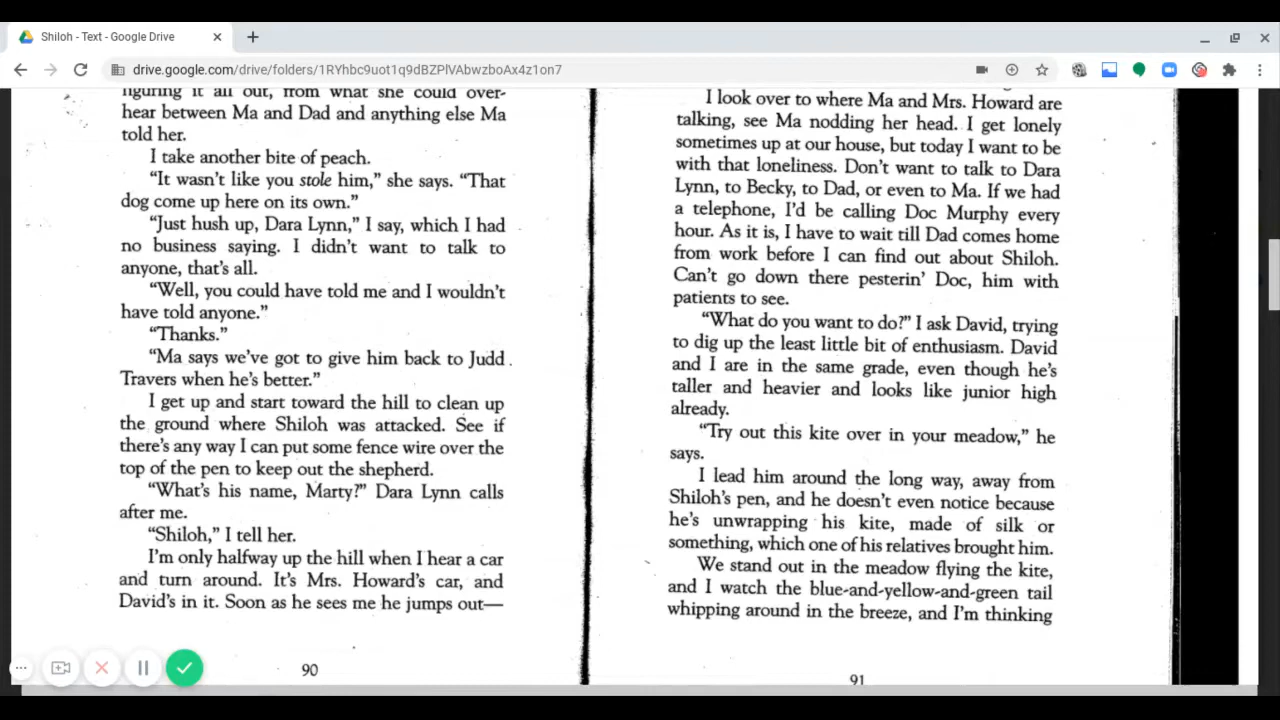 Shiloh - Text - Google Drive
drive.google.com/drive/folders/1RYhbc9uot1q9dBZPlVAbwzboAx4z1on7
figuring it all out, from what she could over-
hear between Ma and Dad and anything else Ma
told her.
I take another bite of peach.
“It wasn’t like you stole him,” she says. “That
dog come up here on its own.”
“Just hush up, Dara Lynn,” I say, which I had
no business saying. I didn’t want to talk to
anyone, that’s all.
“Well, you could have told me and I wouldn’t
have told anyone.”
“Thanks.”
“Ma says we’ve got to give him back to Judd
Travers when he’s better.”
I get up and start toward the hill to clean up
the ground where Shiloh was attacked. See if
there’s any way I can put some fence wire over the
top of the pen to keep out the shepherd.
“What’s his name, Marty?” Dara Lynn calls
after me.
“Shiloh,” I tell her.
I’m only halfway up the hill when I hear a car
and turn around. It’s Mrs. Howard’s car, and
David’s in it. Soon as he sees me he jumps out—
90
I look over to where Ma and Mrs. Howard are
talking, see Ma nodding her head. I get lonely
sometimes up at our house, but today I want to be
with that loneliness. Don’t want to talk to Dara
Lynn, to Becky, to Dad, or even to Ma. If we had
a telephone, I’d be calling Doc Murphy every
hour. As it is, I have to wait till Dad comes home
from work before I can find out about Shiloh.
Can’t go down there pesterin’ Doc, him with
patients to see.
“What do you want to do?” I ask David, trying
to dig up the least little bit of enthusiasm. David
and I are in the same grade, even though he’s
taller and heavier and looks like junior high
already.
“Try out this kite over in your meadow,” he
says.
I lead him around the long way, away from
Shiloh’s pen, and he doesn’t even notice because
he’s unwrapping his kite, made of silk or
something, which one of his relatives brought him.
We stand out in the meadow flying the kite,
and I watch the blue-and-yellow-and-green tail
whipping around in the breeze, and I’m thinking
91